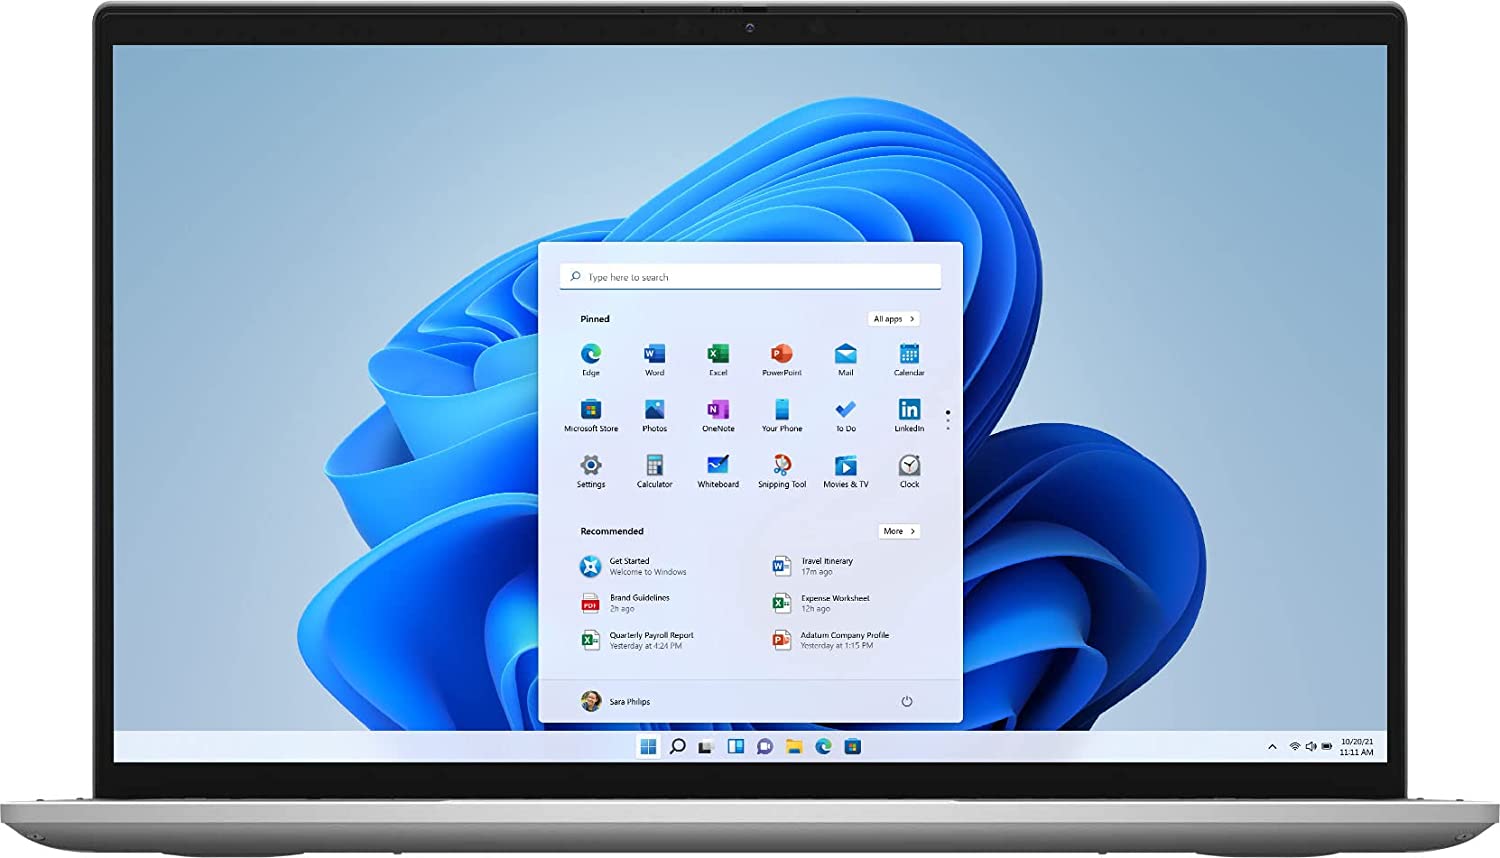 Type here to search
Pinned
All apps >
Edge
Word
Excel
PowerPoint
Mail
Calendar
Microsoft Store
Photos
OneNote
Your Phone
To Do
LinkedIn
Settings
Calculator
Whiteboard
Snipping Tool
Movies & TV
Clock
Recommended
More >
Get Started
Welcome to Windows
Travel Itinerary
17m ago
Brand Guidelines
2h ago
Expense Worksheet
12h ago
Quarterly Payroll Report
Yesterday at 4:24 PM
Adatum Company Profile
Yesterday at 1:15 PM
Sara Philips
10/20/21
11:11 AM